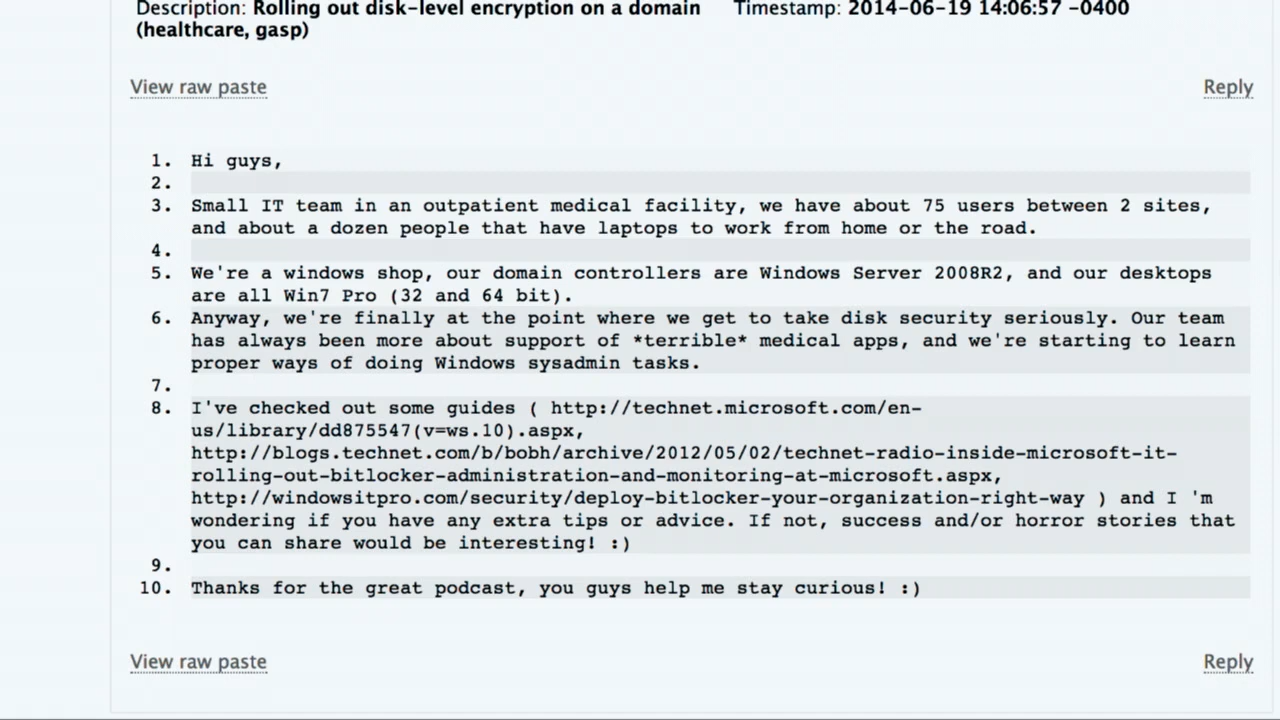 Description: Rolling out disk-level encryption on a domain Timestamp: 2014-06-19 14:06:57 -0400
(healthcare, gasp)
View raw paste Reply
1. Hi guys,
2.
3. Small IT team in an outpatient medical facility, we have about 75 users between 2 sites,
and about a dozen people that have laptops to work from home or the road.
4.
5. We're a windows shop, our domain controllers are Windows Server 2008R2, and our desktops
are all Win7 Pro (32 and 64 bit).
6. Anyway, we're finally at the point where we get to take disk security seriously. Our team
has always been more about support of *terrible* medical apps, and we're starting to learn
proper ways of doing Windows sysadmin tasks.
7.
8. I've checked out some guides ( http://technet.microsoft.com/en-
us/library/dd875547(v=ws.10).aspx,
http://blogs.technet.com/b/bobh/archive/2012/05/02/technet-radio-inside-microsoft-it-
rolling-out-bitlocker-administration-and-monitoring-at-microsoft.aspx,
http://windowsitpro.com/security/deploy-bitlocker-your-organization-right-way ) and I 'm
wondering if you have any extra tips or advice. If not, success and/or horror stories that
you can share would be interesting! :)
9.
10. Thanks for the great podcast, you guys help me stay curious! :)
View raw paste Reply